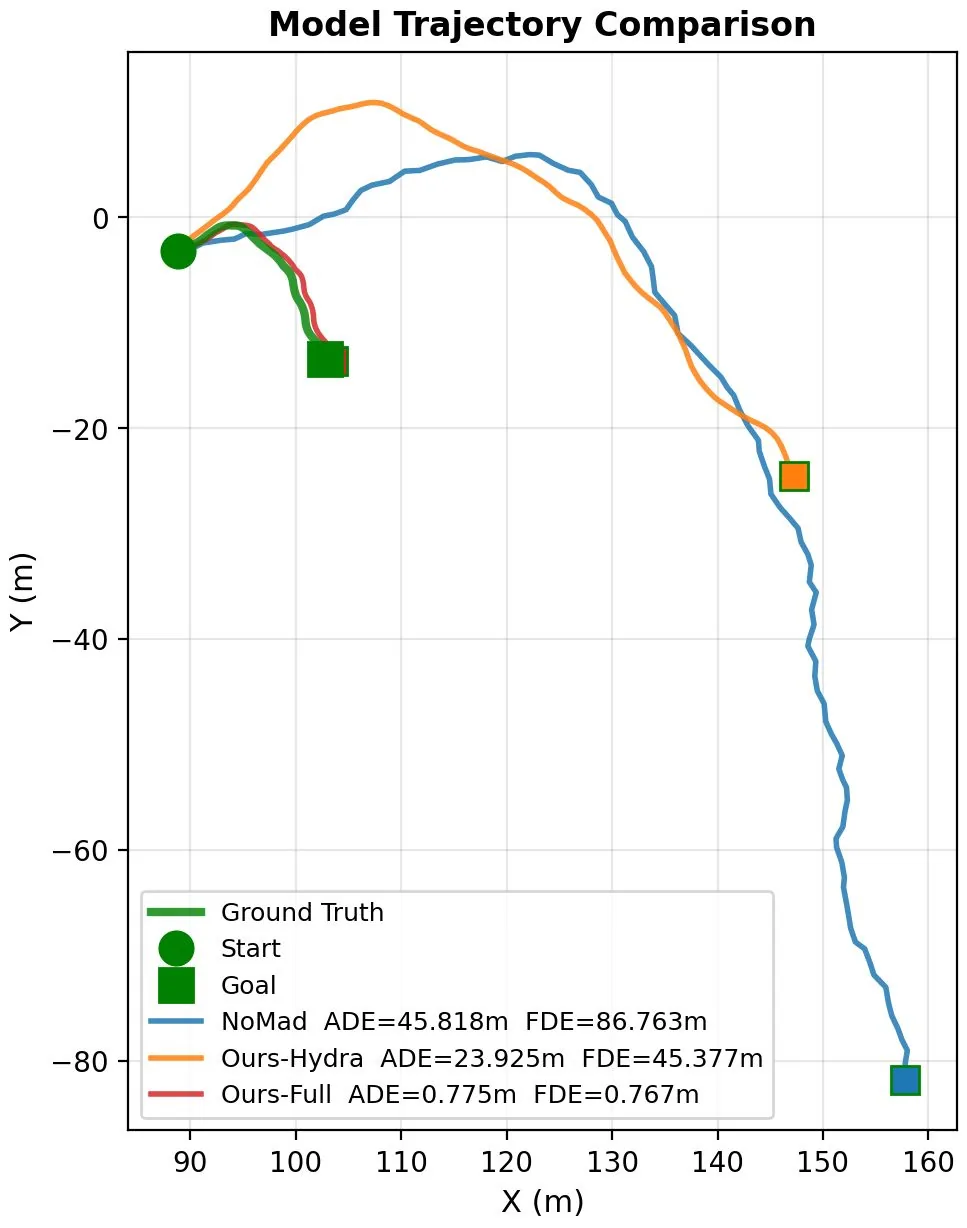 Model Trajectory Comparison
0
−20
−40
−60
−80
Y (m)
Ground Truth
Start
Goal
NoMad ADE=45.818m FDE=86.763m
Ours-Hydra ADE=23.925m FDE=45.377m
Ours-Full ADE=0.775m FDE=0.767m
90 100 110 120 130 140 150 160
X (m)